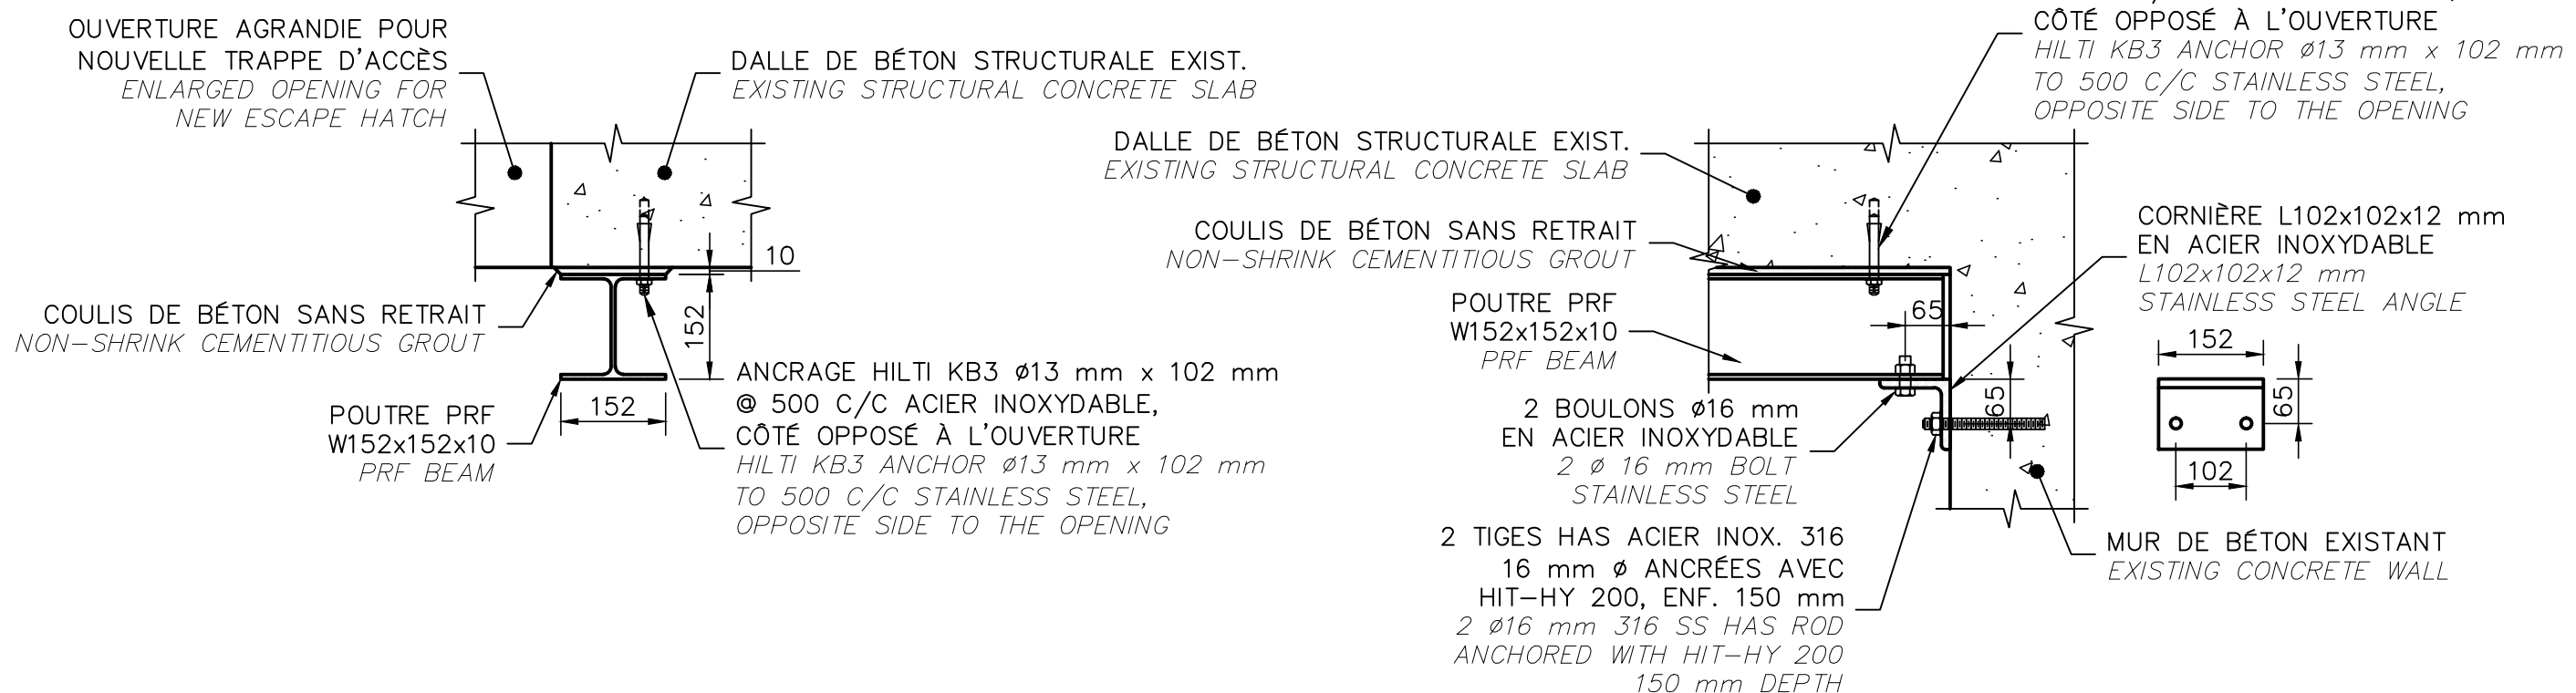 OUVERTURE AGRANDIE POUR
NOUVELLE TRAPPE D'ACCÈS
ENLARGED OPENING FOR
NEW ESCAPE HATCH
DALLE DE BÉTON STRUCTURALE EXIST.
EXISTING STRUCTURAL CONCRETE SLAB
10
152
152
COULIS DE BÉTON SANS RETRAIT
NON-SHRINK CEMENTITIOUS GROUT
POUTRE PRF
W152x152x10
PRF BEAM
ANCRAGE HILTI KB3 ø13 mm x 102 mm
@ 500 C/C ACIER INOXYDABLE,
CÔTÉ OPPOSÉ À L'OUVERTURE
HILTI KB3 ANCHOR ø13 mm x 102 mm
TO 500 C/C STAINLESS STEEL,
OPPOSITE SIDE TO THE OPENING
CÔTÉ OPPOSÉ À L'OUVERTURE
HILTI KB3 ANCHOR ø13 mm x 102 mm
TO 500 C/C STAINLESS STEEL,
OPPOSITE SIDE TO THE OPENING
DALLE DE BÉTON STRUCTURALE EXIST.
EXISTING STRUCTURAL CONCRETE SLAB
COULIS DE BÉTON SANS RETRAIT
NON-SHRINK CEMENTITIOUS GROUT
POUTRE PRF
W152x152x10
PRF BEAM
65
65
2 BOULONS ø16 mm
EN ACIER INOXYDABLE
2 ø 16 mm BOLT
STAINLESS STEEL
2 TIGES HAS ACIER INOX. 316
16 mm ø ANCRÉES AVEC
HIT-HY 200, ENF. 150 mm
2 ø16 mm 316 SS HAS ROD
ANCHORED WITH HIT-HY 200
150 mm DEPTH
CORNIÈRE L102x102x12 mm
EN ACIER INOXYDABLE
L102x102x12 mm
STAINLESS STEEL ANGLE
152
65
102
MUR DE BÉTON EXISTANT
EXISTING CONCRETE WALL